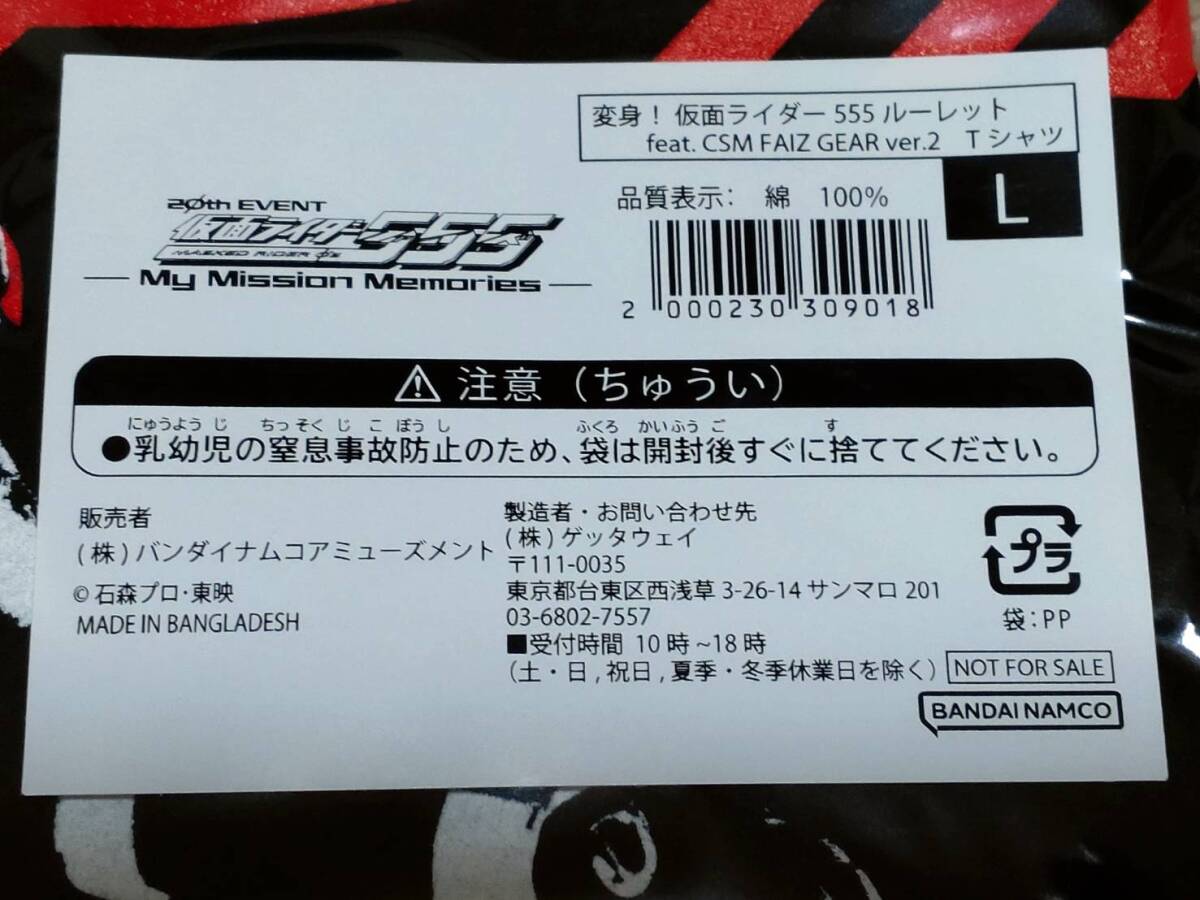 変身！ 仮面ライダー 555 ルーレット
feat. CSM FAIZ GEAR ver.2　Tシャツ
L
品質表示: 綿 100%
2 000230 309018
20th EVENT
仮面ライダー555
MASKED RIDER Φ's
My Mission Memories
⚠ 注意（ちゅうい）
にゅうようじ ちっそくじこぼうし ふくろ かいふうご す
●乳幼児の窒息事故防止のため、袋は開封後すぐに捨ててください。
販売者
(株)バンダイナムコアミューズメント
©石森プロ･東映
MADE IN BANGLADESH
製造者・お問い合わせ先
(株)ゲッタウェイ
〒111-0035
東京都台東区西浅草 3-26-14 サンマロ 201
03-6802-7557
■受付時間 10 時 ~18 時
(土・日 , 祝日 , 夏季・冬季休業日を除く)
プラ
袋：PP
NOT FOR SALE
BANDAI NAMCO